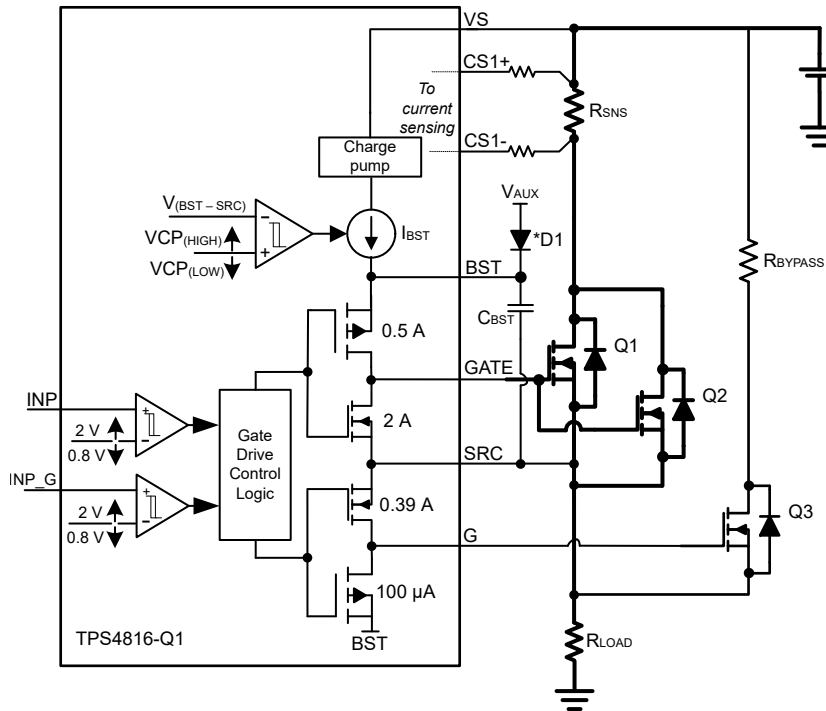 VS
CS1+
To
current
sensing
RSNS
CS1-
Charge
pump
VAUX
V(BST – SRC)
–
+
VCP(HIGH)
VCP(LOW)
IBST
*D1
BST
RBYPASS
CBST
0.5 A
Q1
GATE
Q2
INP
+
–
2 V
0.8 V
2 A
Gate
Drive
Control
Logic
SRC
INP_G
+
–
2 V
0.8 V
0.39 A
Q3
G
100 µA
TPS4816-Q1
BST
RLOAD